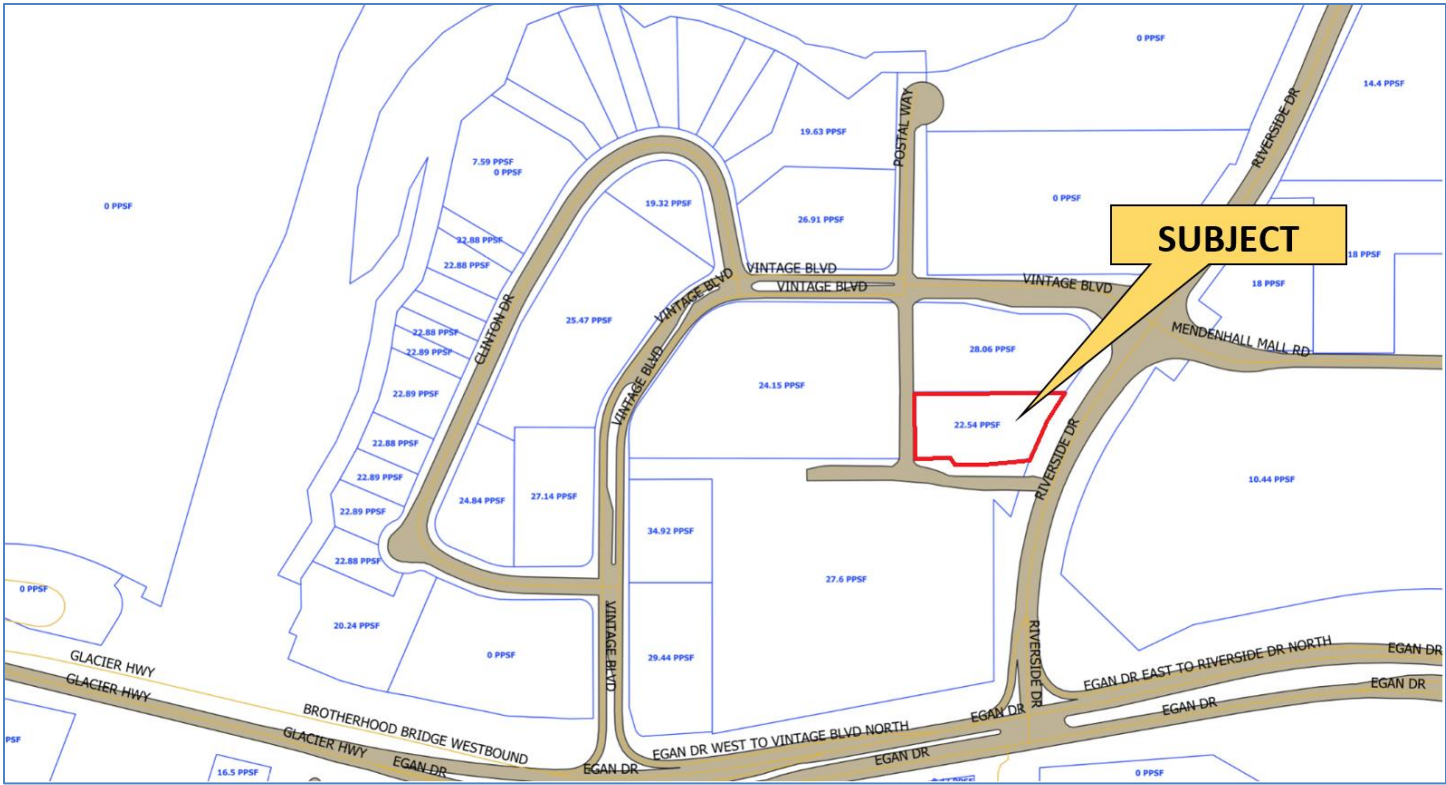 0 PPSF
14.4 PPSF
RIVERSIDE DR
POSTAL WAY
19.63 PPSF
7.59 PPSF
0 PPSF
0 PPSF
0 PPSF
19.32 PPSF
26.91 PPSF
SUBJECT
22.88 PPSF
22.88 PPSF
18 PPSF
VINTAGE BLVD
VINTAGE BLVD
VINTAGE BLVD
VINTAGE BLVD
18 PPSF
CLINTON DR
25.47 PPSF
22.88 PPSF
22.89 PPSF
MENDENHALL MALL RD
28.06 PPSF
VINTAGE BLVD
24.15 PPSF
22.89 PPSF
22.54 PPSF
22.88 PPSF
RIVERSIDE DR
22.89 PPSF
10.44 PPSF
24.84 PPSF
27.14 PPSF
22.89 PPSF
34.92 PPSF
22.88 PPSF
27.6 PPSF
0 PPSF
20.24 PPSF
VINTAGE BLVD
0 PPSF
29.44 PPSF
RIVERSIDE DR
GLACIER HWY
GLACIER HWY
EGAN DR EAST TO RIVERSIDE DR NORTH
EGAN DR
EGAN DR
BROTHERHOOD BRIDGE WESTBOUND
EGAN DR
EGAN DR
PSF
GLACIER HWY
EGAN DR WEST TO VINTAGE BLVD NORTH
EGAN DR
16.5 PPSF
EGAN DR
EGAN DR
0 PPSF